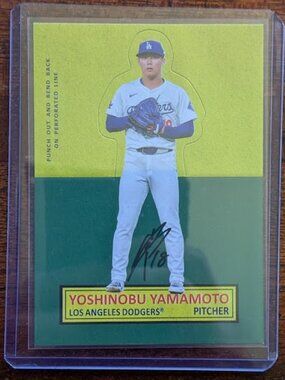 PUNCH OUT AND BEND BACK
ON PERFORATED LINE
YOSHINOBU YAMAMOTO
LOS ANGELES DODGERS® PITCHER